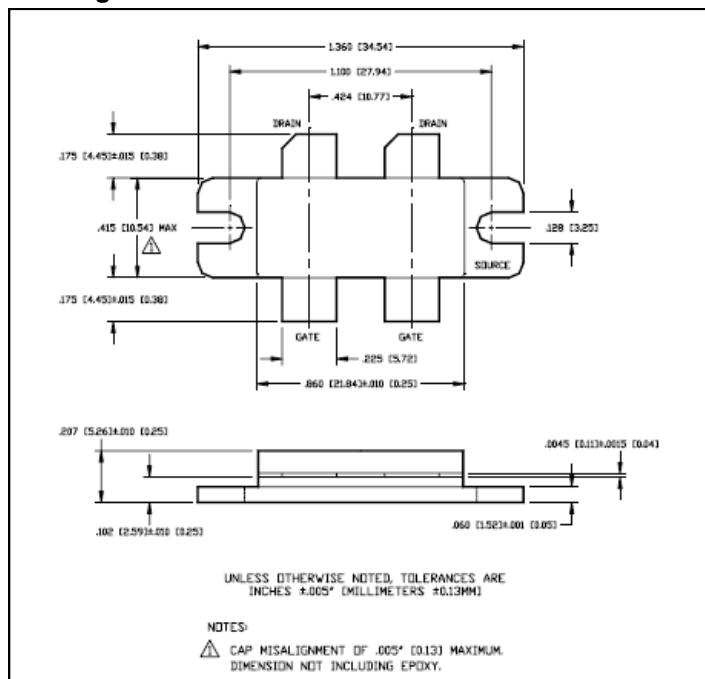 1.360 [34.54]
1.100 [27.94]
.424 [10.77]
DRAIN
DRAIN
.175 [4.45]±.015 [0.38]
.415 [10.54] MAX
.128 [3.25]
SOURCE
.175 [4.45]±.015 [0.38]
GATE
GATE
.225 [5.72]
.860 [21.84]±.010 [0.25]
.207 [5.26]±.010 [0.25]
.0045 [0.11]±.0015 [0.04]
.102 [2.59]±.010 [0.25]
.060 [1.52]±.001 [0.05]
UNLESS OTHERWISE NOTED, TOLERANCES ARE
INCHES ±.005" [MILLIMETERS ±0.13MM]
NOTES:
1 CAP MISALIGNMENT OF .005" [0.13] MAXIMUM.
DIMENSION NOT INCLUDING EPOXY.